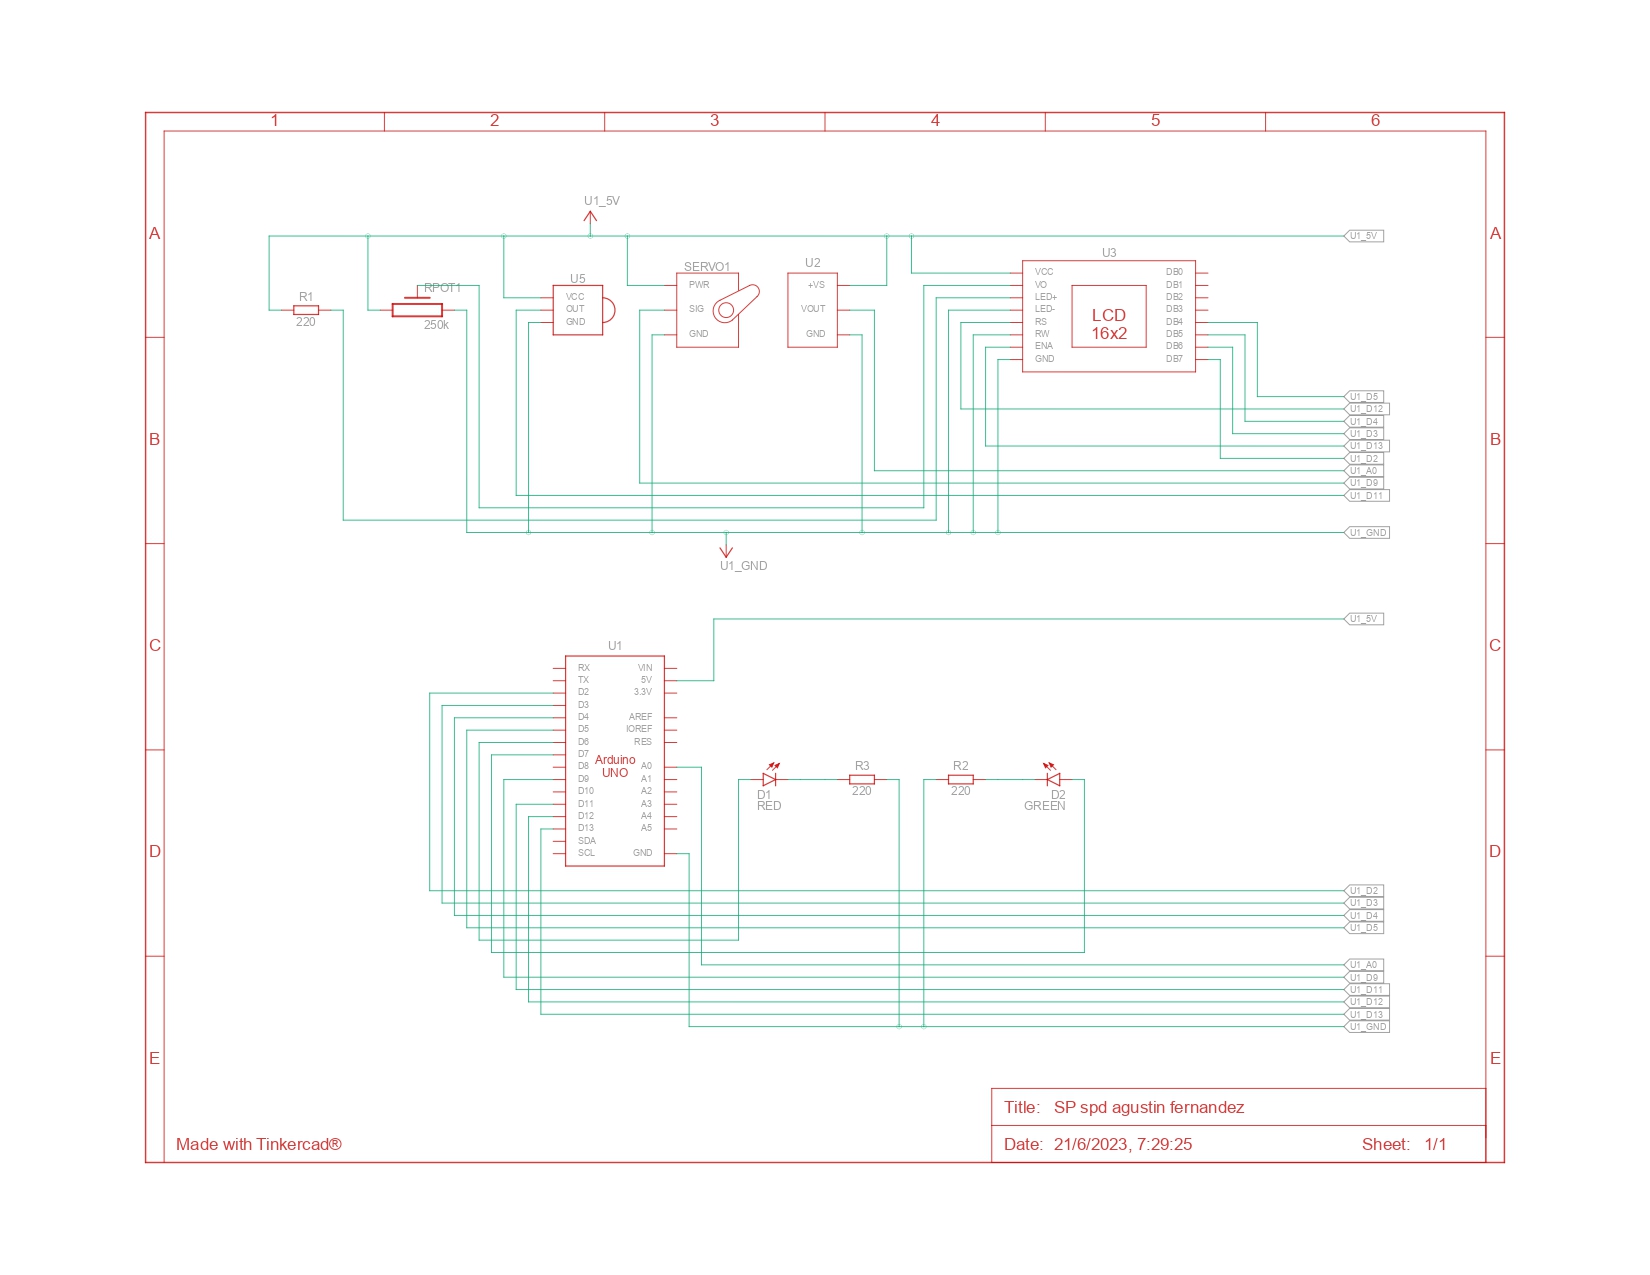 1 2 3 4 5 6
A A
U1_5V
U1_5V
R1
220
RPOT1
250k
U5
VCC
OUT
GND
SERVO1
PWR
SIG
GND
U2
+VS
VOUT
GND
U3
VCC DB0
VO DB1
LED+ DB2
LED- DB3
RS DB4
RW DB5
ENA DB6
GND DB7
LCD
16x2
B B
U1_D5
U1_D12
U1_D4
U1_D3
U1_D13
U1_D2
U1_A0
U1_D9
U1_D11
U1_GND
U1_GND
C C
U1_5V
U1
RX VIN
TX 5V
D2 3.3V
D3
D4 AREF
D5 IOREF
D6 RES
D7
D8 A0
D9 A1
D10 A2
D11 A3
D12 A4
D13 A5
SDA
SCL GND
Arduino
UNO
D1
RED
R3
220
R2
220
D2
GREEN
D D
U1_D2
U1_D3
U1_D4
U1_D5
U1_A0
U1_D9
U1_D11
U1_D12
U1_D13
U1_GND
E E
Title: SP spd agustin fernandez
Made with Tinkercad®
Date: 21/6/2023, 7:29:25 Sheet: 1/1